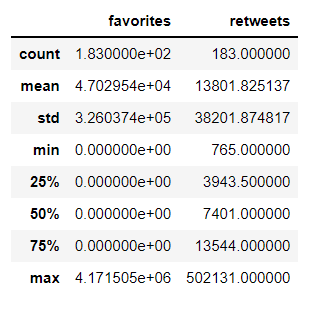 favorites retweets
count 1.830000e+02 183.000000
mean 4.702954e+04 13801.825137
std 3.260374e+05 38201.874817
min 0.000000e+00 765.000000
25% 0.000000e+00 3943.500000
50% 0.000000e+00 7401.000000
75% 0.000000e+00 13544.000000
max 4.171505e+06 502131.000000